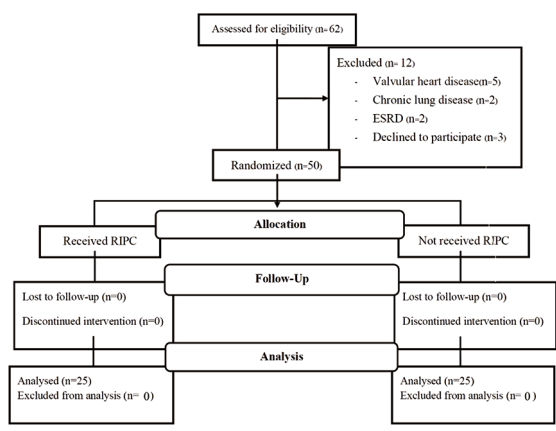 Assessed for eligibility (n= 62)
Excluded (n= 12)
- Valvular heart disease(n=5)
- Chronic lung disease (n=2)
- ESRD (n=2)
- Declined to participate (n=3)
Randomized (n=50)
Allocation
Received RIPC
Not received RIPC
Follow-Up
Lost to follow-up (n=0)
Discontinued intervention (n=0)
Lost to follow-up (n=0)
Discontinued intervention (n=0)
Analysis
Analysed (n=25)
Excluded from analysis (n= 0)
Analysed (n=25)
Excluded from analysis (n= 0 )